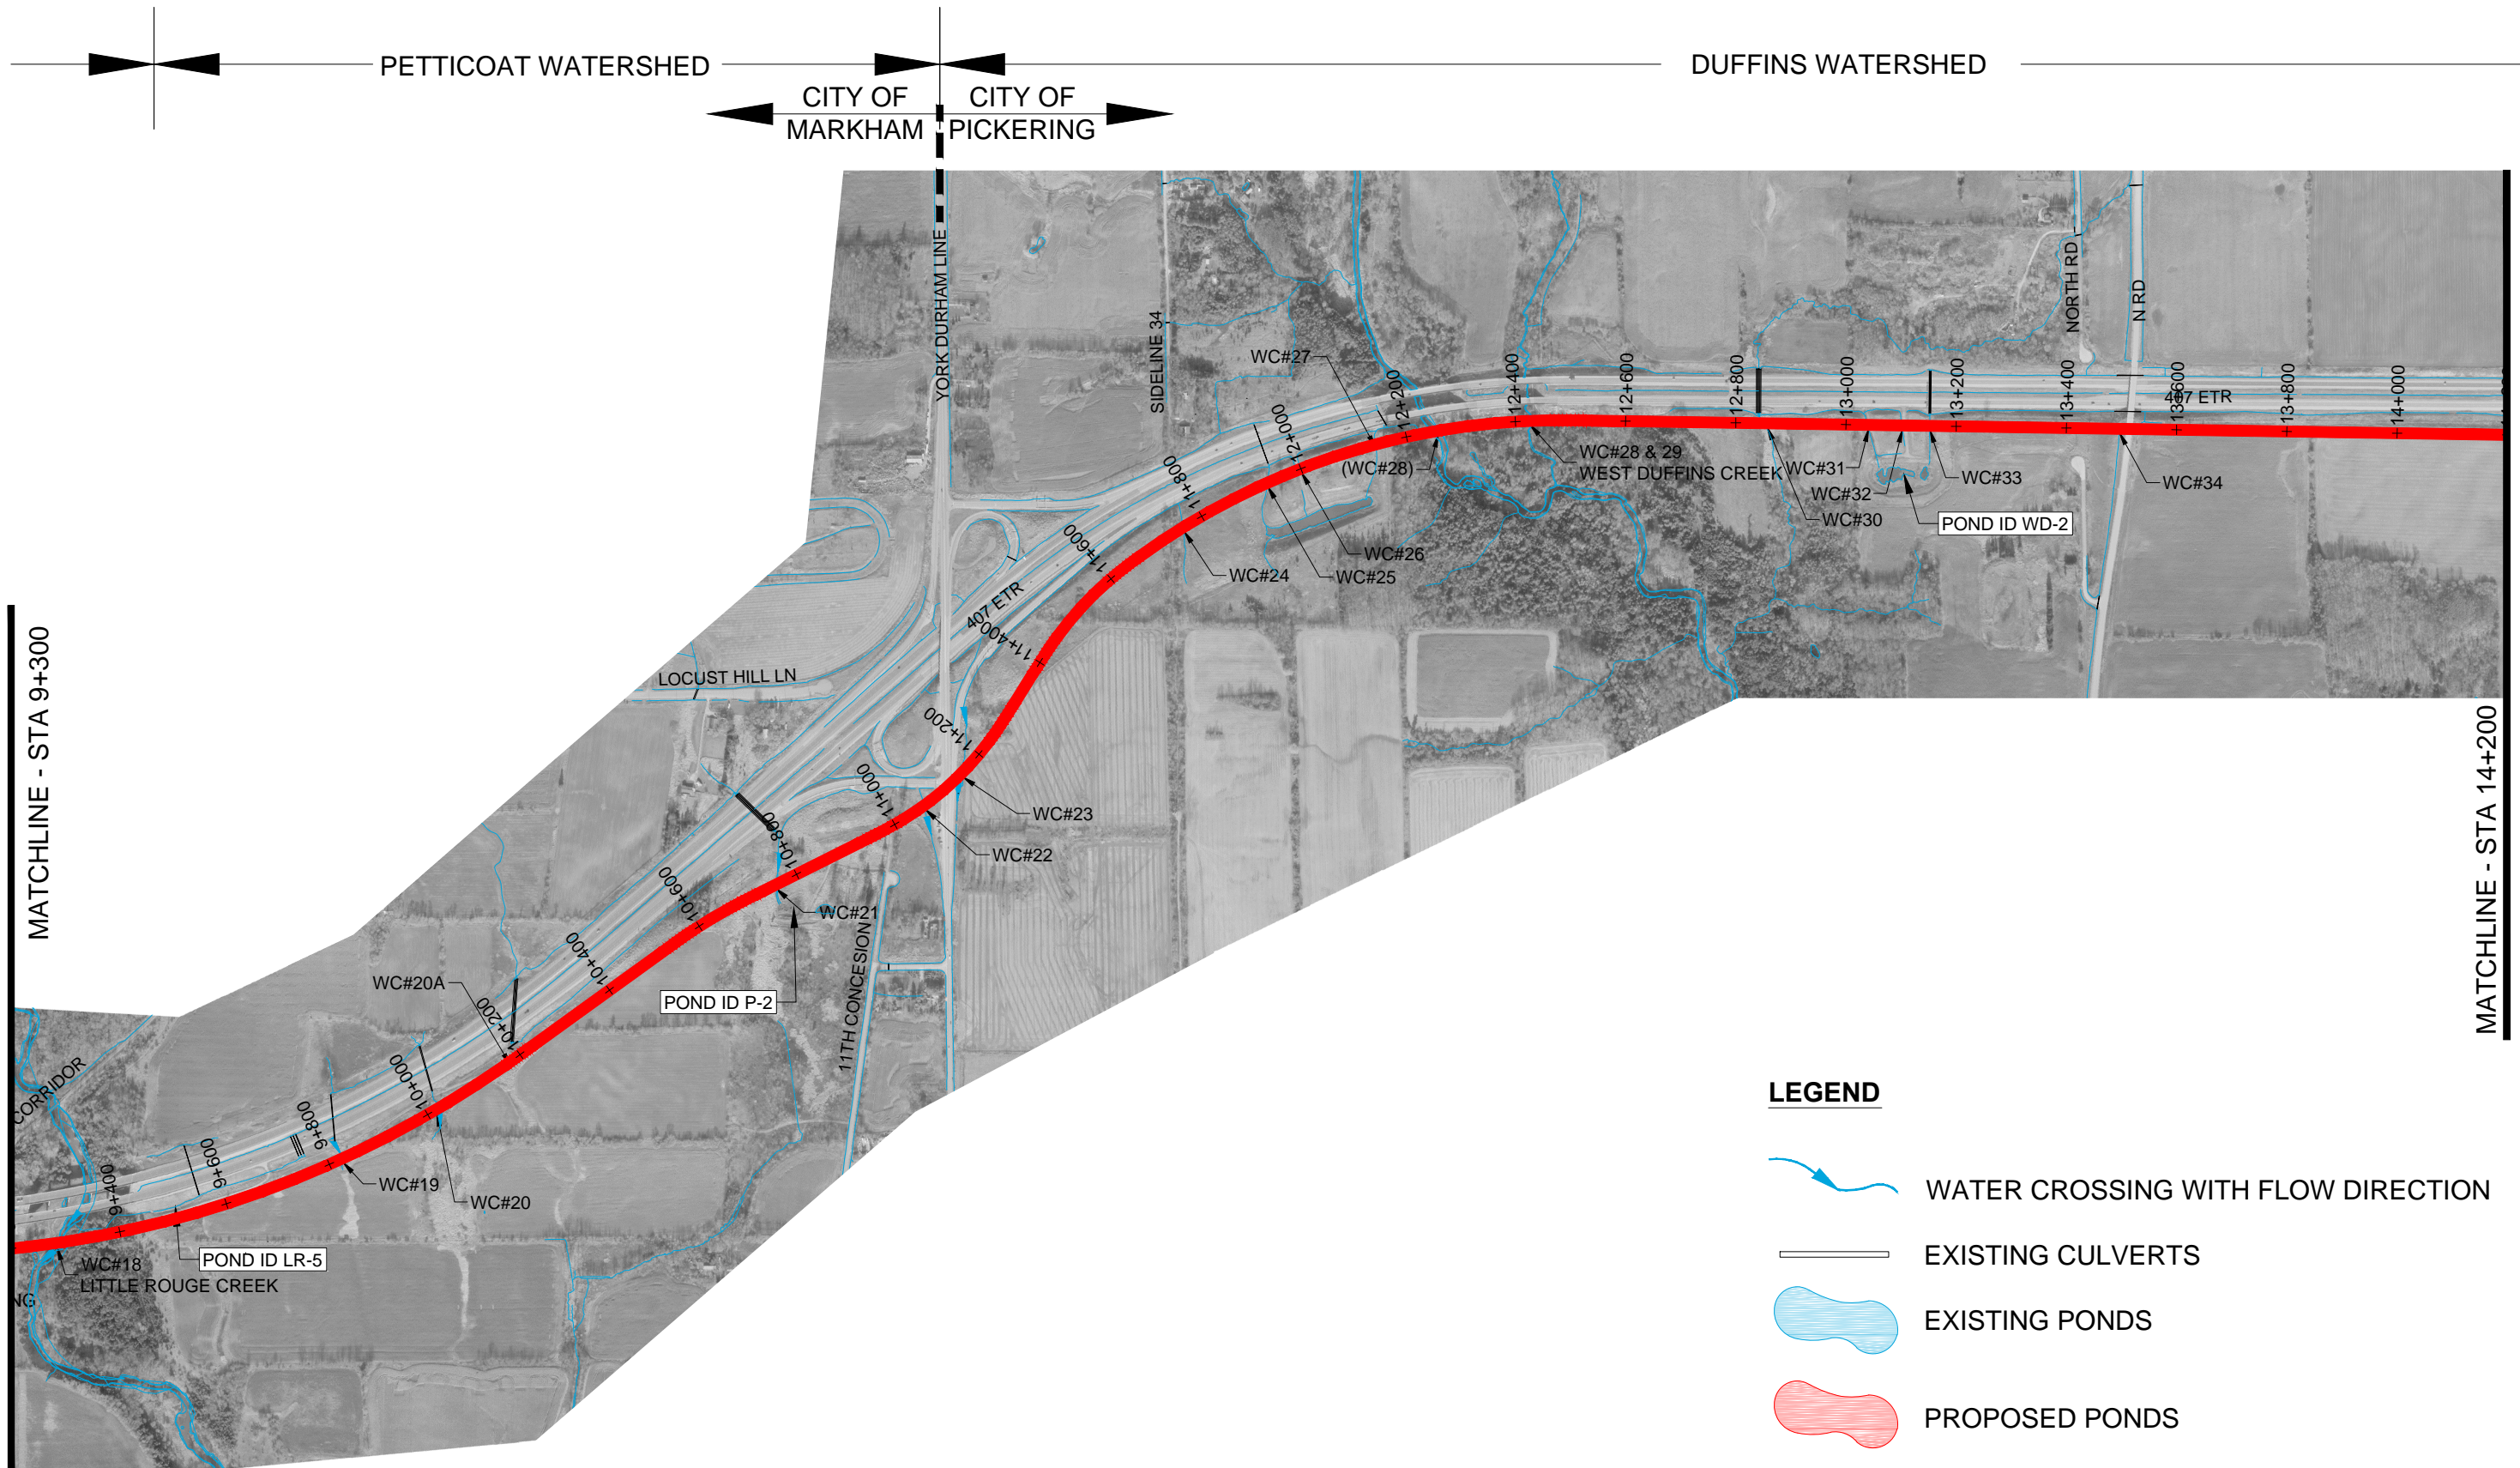 PETTICOAT WATERSHED
DUFFINS WATERSHED
CITY OF
MARKHAM
CITY OF
PICKERING
YORK DURHAM LINE
SIDELINE 34
NORTH RD
N RD
WC#27
12+000
12+200
12+400
12+600
12+800
13+000
13+200
13+400
13+600
407 ETR
13+800
14+000
11+800
(WC#28)
WC#28 & 29
WEST DUFFINS CREEK
WC#31
WC#32
WC#33
WC#34
WC#30
POND ID WD-2
WC#26
WC#25
WC#24
11+600
407 ETR
11+400
LOCUST HILL LN
11+200
11+000
WC#23
WC#22
10+800
10+600
WC#21
POND ID P-2
11TH CONCESION
10+400
WC#20A
10+200
10+000
9+800
9+600
9+400
CORRIDOR
WC#19
WC#20
POND ID LR-5
WC#18
LITTLE ROUGE CREEK
NG
MATCHLINE - STA 9+300
MATCHLINE - STA 14+200
LEGEND
WATER CROSSING WITH FLOW DIRECTION
EXISTING CULVERTS
EXISTING PONDS
PROPOSED PONDS